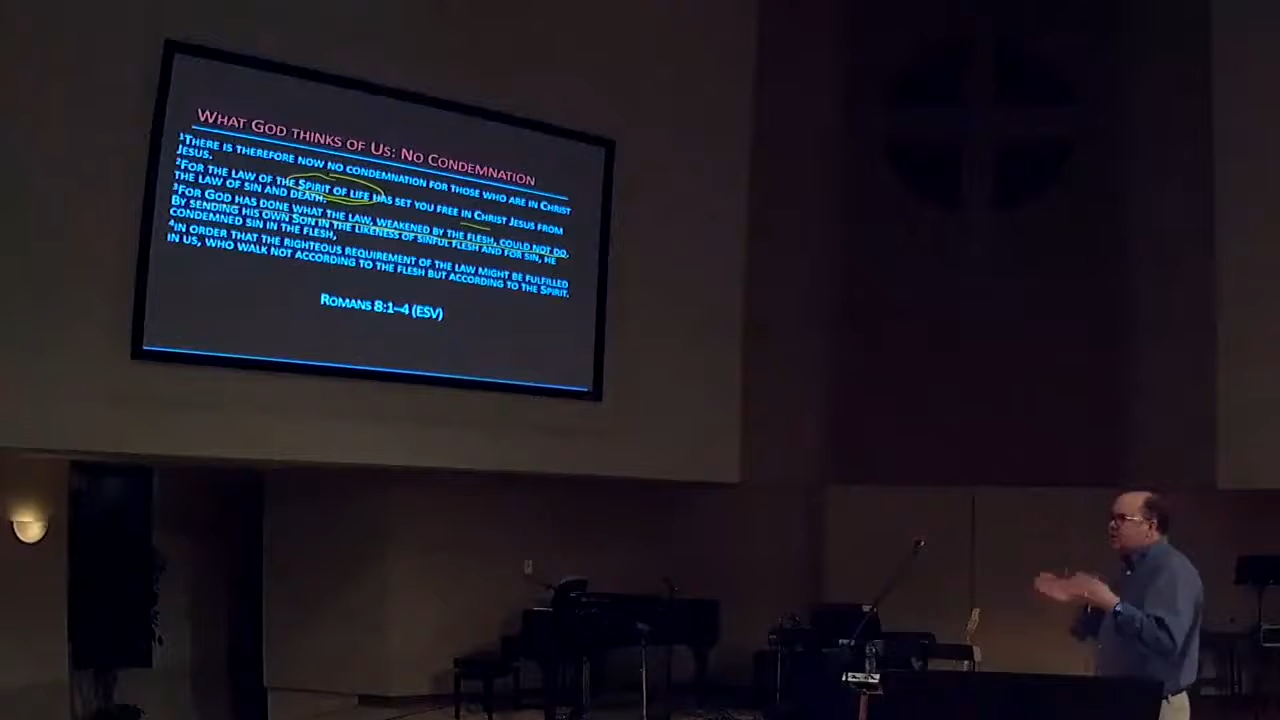 WHAT GOD THINKS OF US: NO CONDEMNATION
1THERE IS THEREFORE NOW NO CONDEMNATION FOR THOSE WHO ARE IN CHRIST
JESUS.
2FOR THE LAW OF THE SPIRIT OF LIFE HAS SET YOU FREE IN CHRIST JESUS FROM
THE LAW OF SIN AND DEATH.
3FOR GOD HAS DONE WHAT THE LAW, WEAKENED BY THE FLESH, COULD NOT DO.
BY SENDING HIS OWN SON IN THE LIKENESS OF SINFUL FLESH AND FOR SIN, HE
CONDEMNED SIN IN THE FLESH,
4IN ORDER THAT THE RIGHTEOUS REQUIREMENT OF THE LAW MIGHT BE FULFILLED
IN US, WHO WALK NOT ACCORDING TO THE FLESH BUT ACCORDING TO THE SPIRIT.
ROMANS 8:1–4 (ESV)